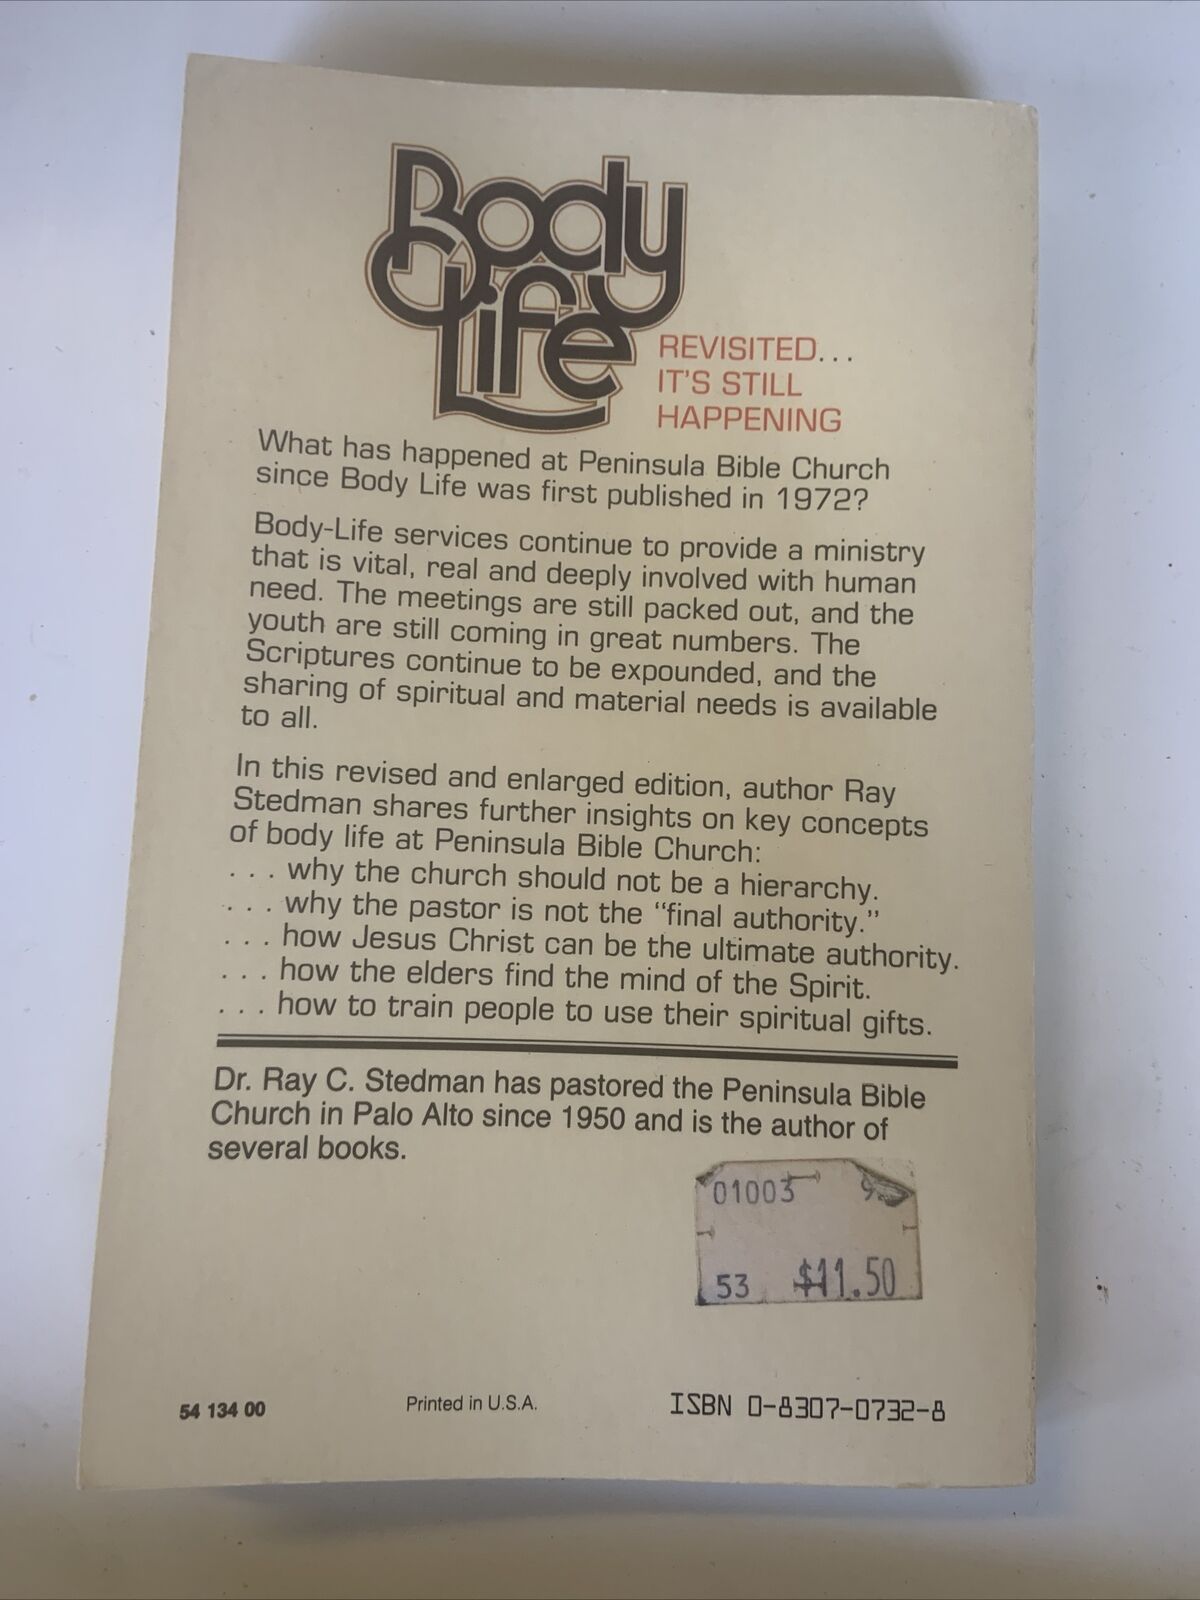 Body
Life
REVISITED...
IT'S STILL
HAPPENING
What has happened at Peninsula Bible Church
since Body Life was first published in 1972?
Body-Life services continue to provide a ministry
that is vital, real and deeply involved with human
need. The meetings are still packed out, and the
youth are still coming in great numbers. The
Scriptures continue to be expounded, and the
sharing of spiritual and material needs is available
to all.
In this revised and enlarged edition, author Ray
Stedman shares further insights on key concepts
of body life at Peninsula Bible Church:
. . . why the church should not be a hierarchy.
. . . why the pastor is not the "final authority."
. . . how Jesus Christ can be the ultimate authority.
. . . how the elders find the mind of the Spirit.
. . . how to train people to use their spiritual gifts.
Dr. Ray C. Stedman has pastored the Peninsula Bible
Church in Palo Alto since 1950 and is the author of
several books.
01003
53 $11.50
54 134 00 Printed in U.S.A. ISBN 0-8307-0732-8